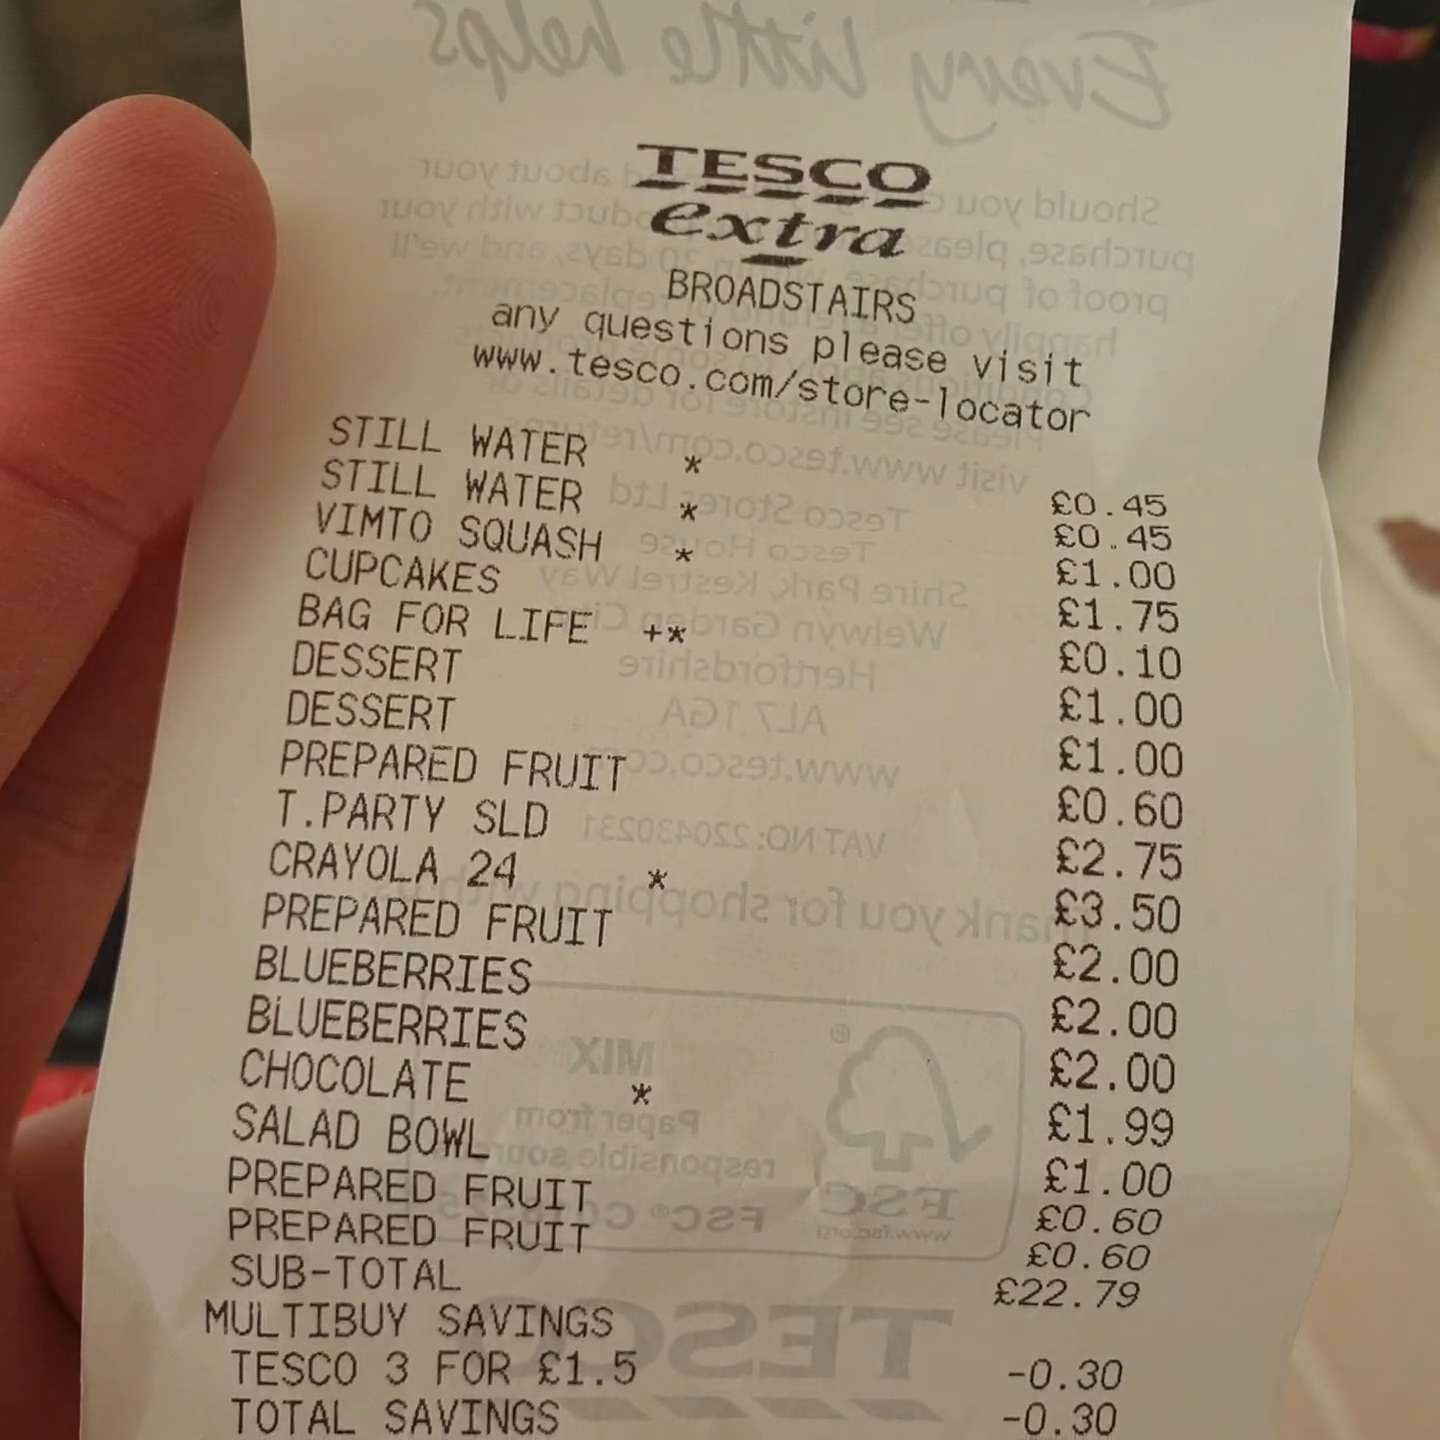 Every little helps
TESCO
extra
BROADSTAIRS
any questions please visit
www.tesco.com/store-locator
STILL WATER * £0.45
STILL WATER * £0.45
VIMTO SQUASH * £1.00
CUPCAKES £1.75
BAG FOR LIFE +* £0.10
DESSERT £1.00
DESSERT £1.00
PREPARED FRUIT £0.60
T.PARTY SLD £2.75
CRAYOLA 24 * £3.50
PREPARED FRUIT £2.00
BLUEBERRIES £2.00
BLUEBERRIES £2.00
CHOCOLATE * £1.99
SALAD BOWL £1.00
PREPARED FRUIT £0.60
PREPARED FRUIT £0.60
SUB-TOTAL £22.79
MULTIBUY SAVINGS
TESCO 3 FOR £1.5 -0.30
TOTAL SAVINGS -0.30